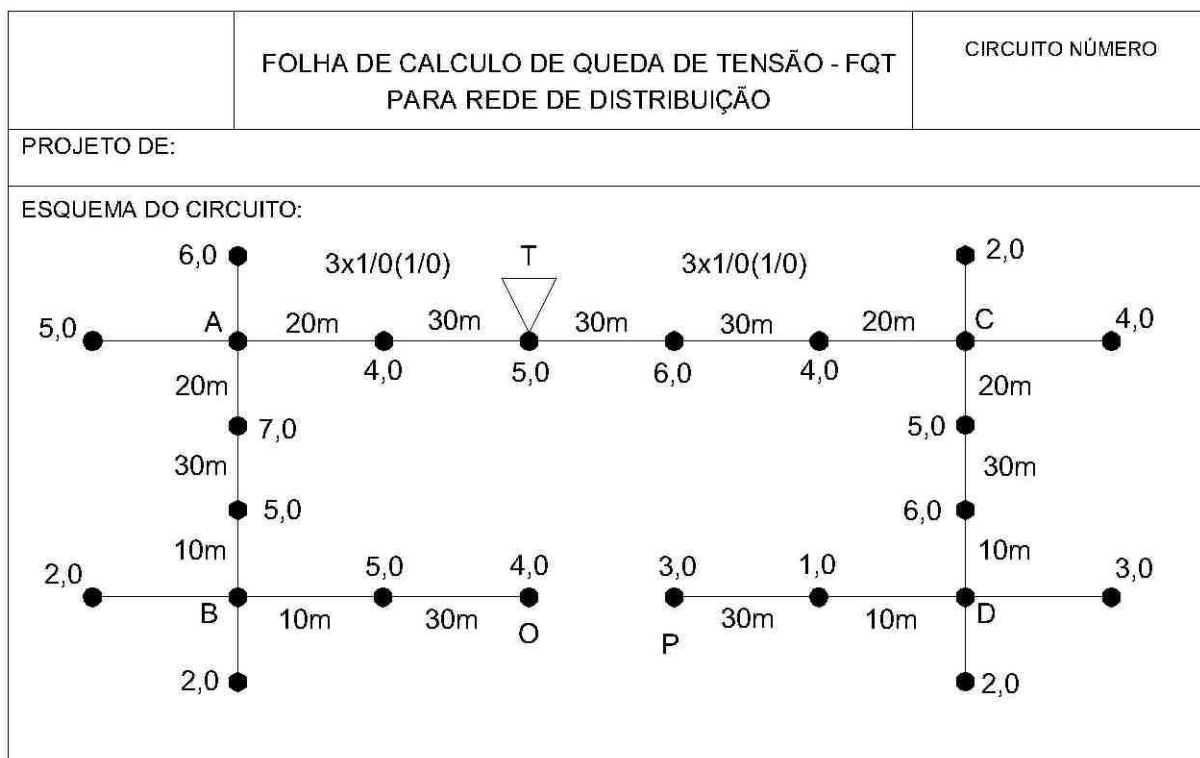 FOLHA DE CALCULO DE QUEDA DE TENSÃO - FQT
PARA REDE DE DISTRIBUIÇÃO
CIRCUITO NÚMERO
PROJETO DE:
ESQUEMA DO CIRCUITO:
6,0 3x1/0(1/0) T 3x1/0(1/0) 2,0
5,0 A 20m 30m 30m 30m 20m C 4,0
4,0 5,0 6,0 4,0
20m 20m
7,0 5,0
30m 30m
5,0 6,0
10m 10m
2,0 5,0 4,0 3,0 1,0 3,0
B 10m 30m O P 30m 10m D
2,0 2,0